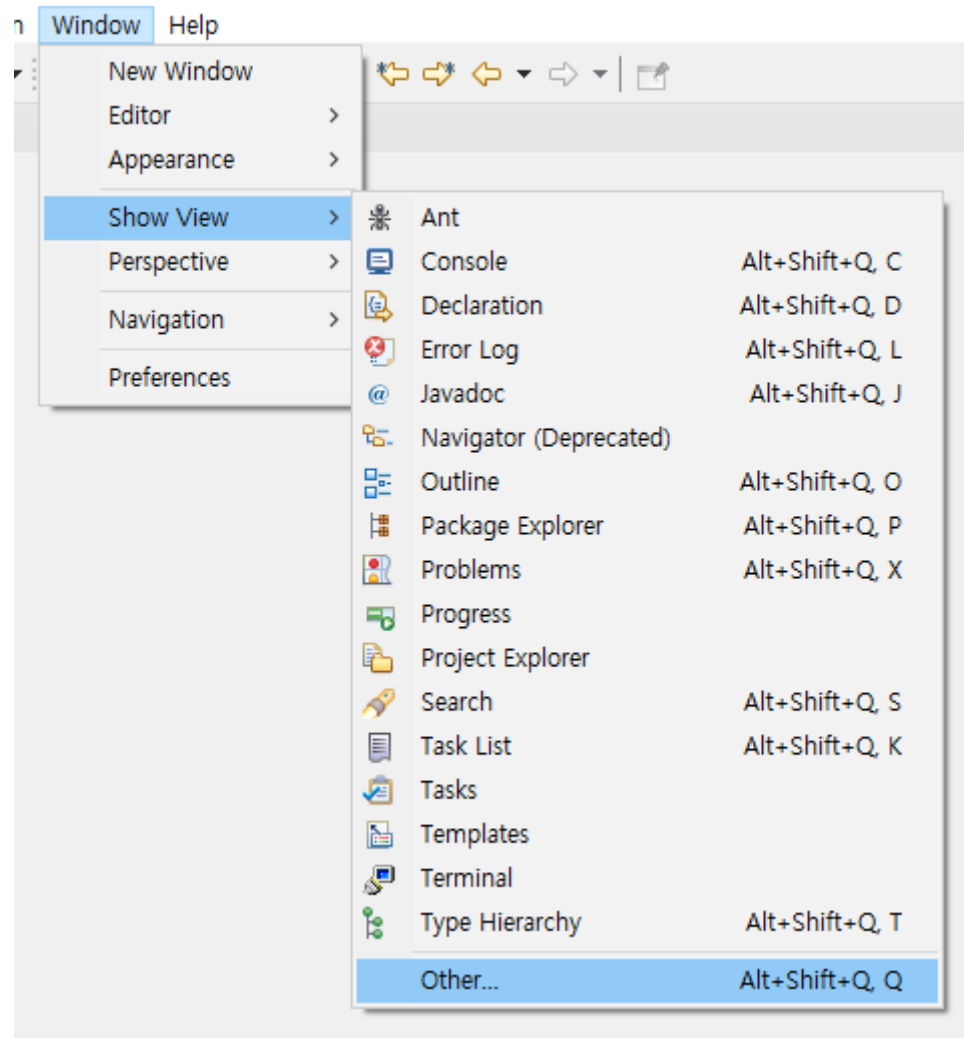 n Window Help
New Window
Editor >
Appearance >
Show View >
Perspective >
Navigation >
Preferences
Ant
Console Alt+Shift+Q, C
Declaration Alt+Shift+Q, D
Error Log Alt+Shift+Q, L
Javadoc Alt+Shift+Q, J
Navigator (Deprecated)
Outline Alt+Shift+Q, O
Package Explorer Alt+Shift+Q, P
Problems Alt+Shift+Q, X
Progress
Project Explorer
Search Alt+Shift+Q, S
Task List Alt+Shift+Q, K
Tasks
Templates
Terminal
Type Hierarchy Alt+Shift+Q, T
Other... Alt+Shift+Q, Q